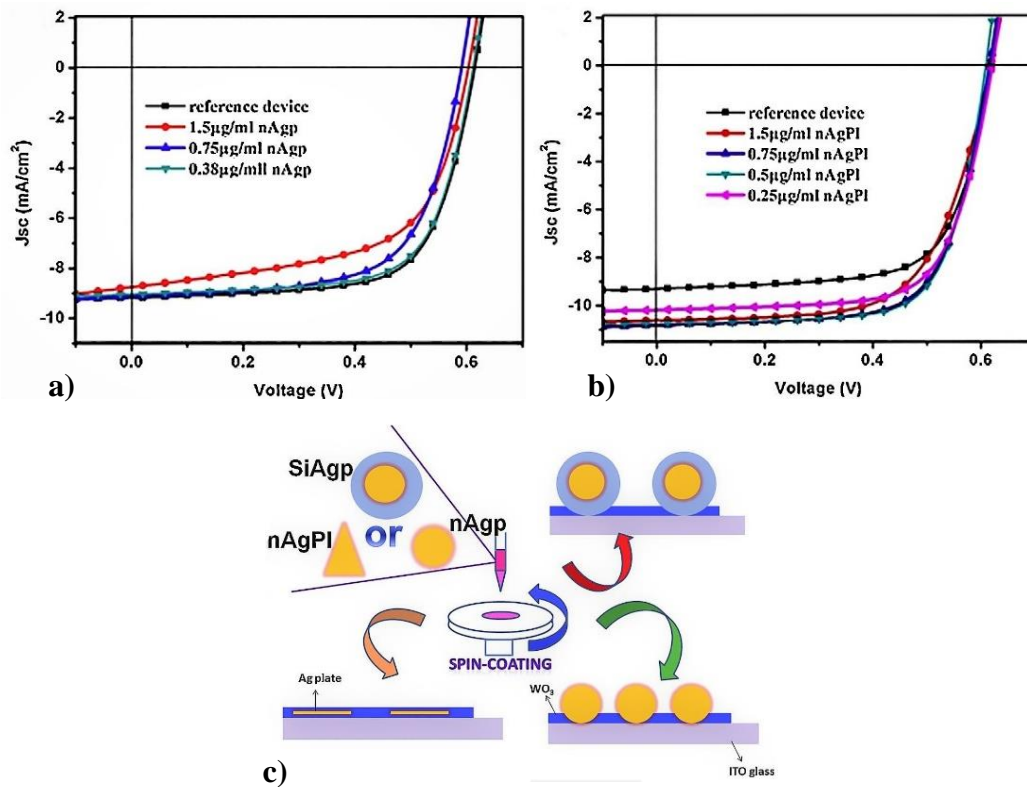 2
0
-2
-4
-6
-8
-10
Jsc (mA/cm²)
reference device
1.5µg/ml nAgp
0.75µg/ml nAgp
0.38µg/mlI nAgp
0.0 0.2 0.4 0.6
Voltage (V)
a)
2
0
-2
-4
-6
-8
-10
Jsc (mA/cm²)
reference device
1.5µg/ml nAgPl
0.75µg/ml nAgPl
0.5µg/ml nAgPl
0.25µg/ml nAgPl
0.0 0.2 0.4 0.6
Voltage (V)
b)
SiAgp
nAgPl or nAgp
SPIN-COATING
Ag plate
WO₃
ITO glass
c)